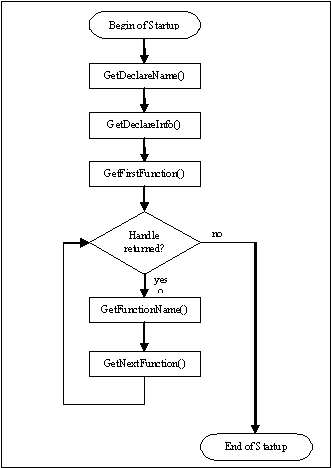 Begin of Startup
GetDeclareName()
GetDeclareInfo()
GetFirstFunction()
Handle
returned?
no
yes
GetFunctionName()
GetNextFunction()
End of Startup